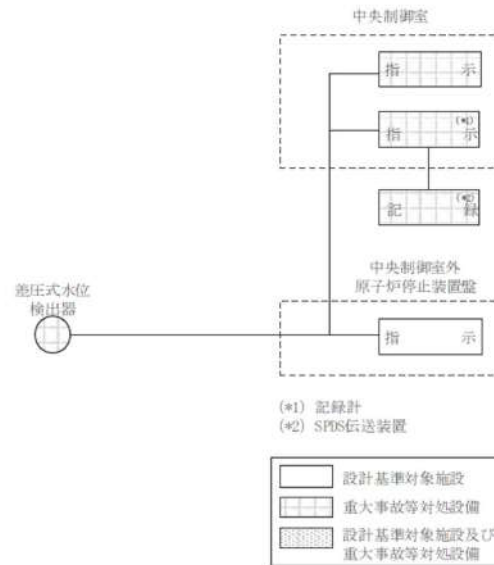 中央制御室
指 示
指 示(*1)
記 録(*2)
中央制御室外
原子炉停止装置盤
差圧式水位
検出器
指 示
(*1) 記録計
(*2) SPDS伝送装置
設計基準対象施設
重大事故等対処設備
設計基準対象施設及び
重大事故等対処設備